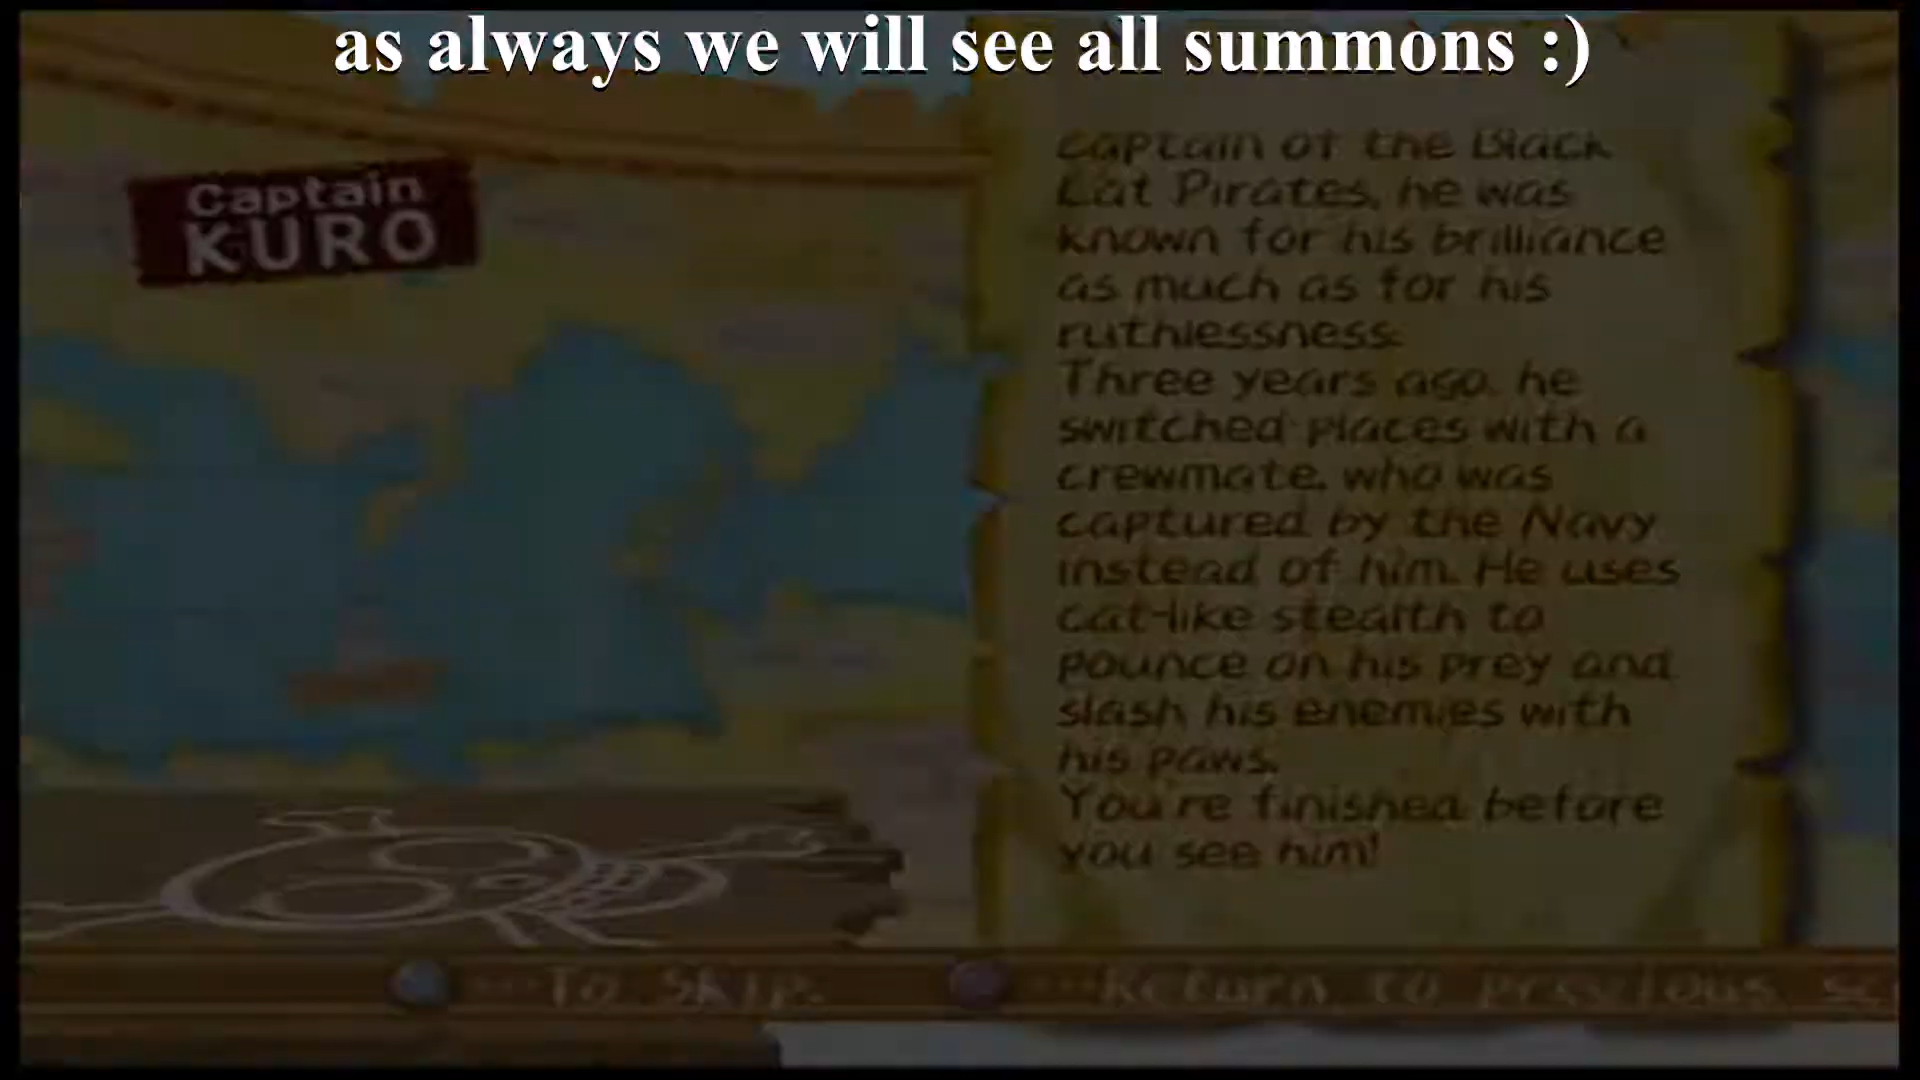 as always we will see all summons :)
Captain
KURO
captain of the Black
Cat Pirates, he was
known for his brilliance
as much as for his
ruthlessness.
Three years ago, he
switched places with a
crewmate, who was
captured by the Navy
instead of him. He uses
cat-like stealth to
pounce on his prey and
slash his enemies with
his paws.
You're finished before
you see him!
To Skip.
Return to previous sc